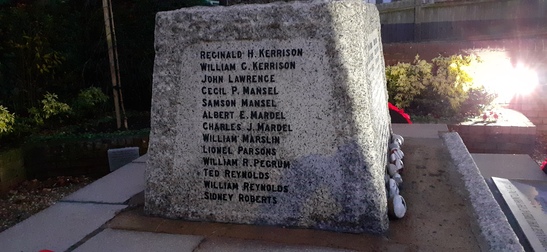 REGINALD H. KERRISON
WILLIAM G. KERRISON
JOHN LAWRENCE
CECIL P. MANSEL
SAMSON MANSEL
ALBERT E. MARDEL
CHARLES J. MARDEL
WILLIAM MARSLIN
LIONEL PARSONS
WILLIAM R. PEGRUM
TED REYNOLDS
WILLIAM REYNOLDS
SIDNEY ROBERTS